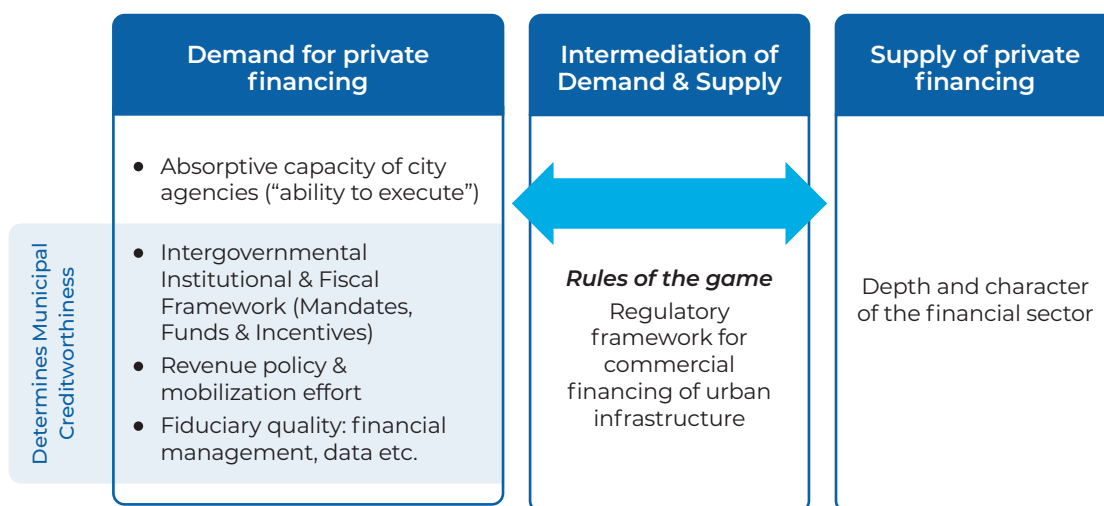 Demand for private
financing
Determines Municipal
Creditworthiness
● Absorptive capacity of city
agencies (“ability to execute”)
● Intergovernmental
Institutional & Fiscal
Framework (Mandates,
Funds & Incentives)
● Revenue policy &
mobilization effort
● Fiduciary quality: financial
management, data etc.
Intermediation of
Demand & Supply
Rules of the game
Regulatory
framework for
commercial
financing of urban
infrastructure
Supply of private
financing
Depth and character
of the financial sector